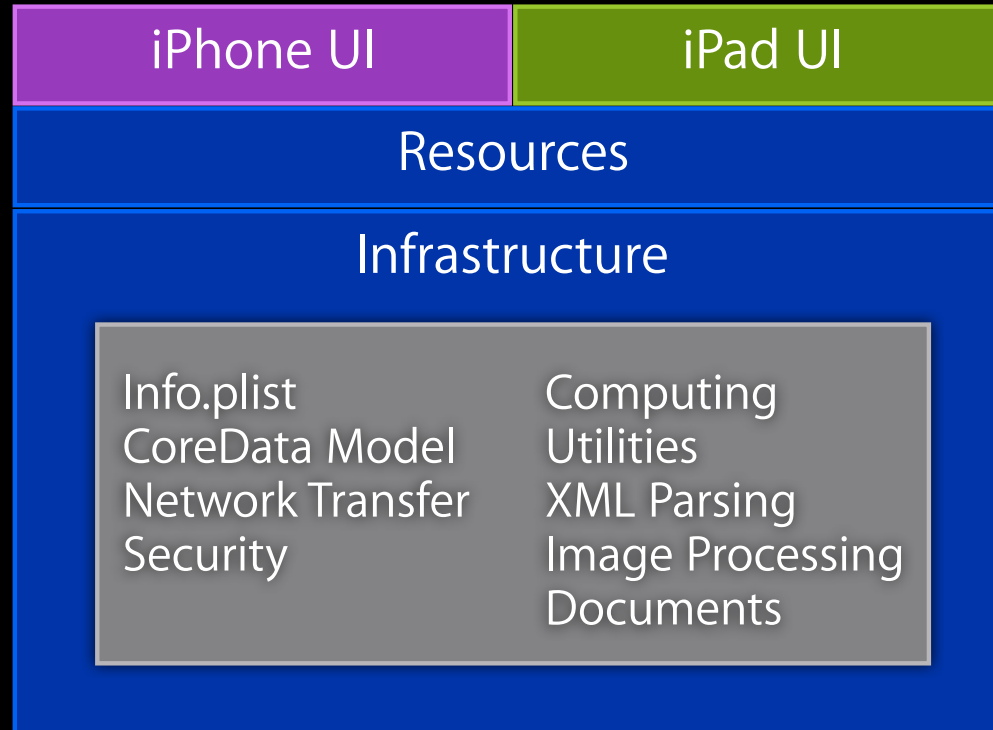 iPhone UI
iPad UI
Resources
Infrastructure
Info.plist
CoreData Model
Network Transfer
Security
Computing
Utilities
XML Parsing
Image Processing
Documents